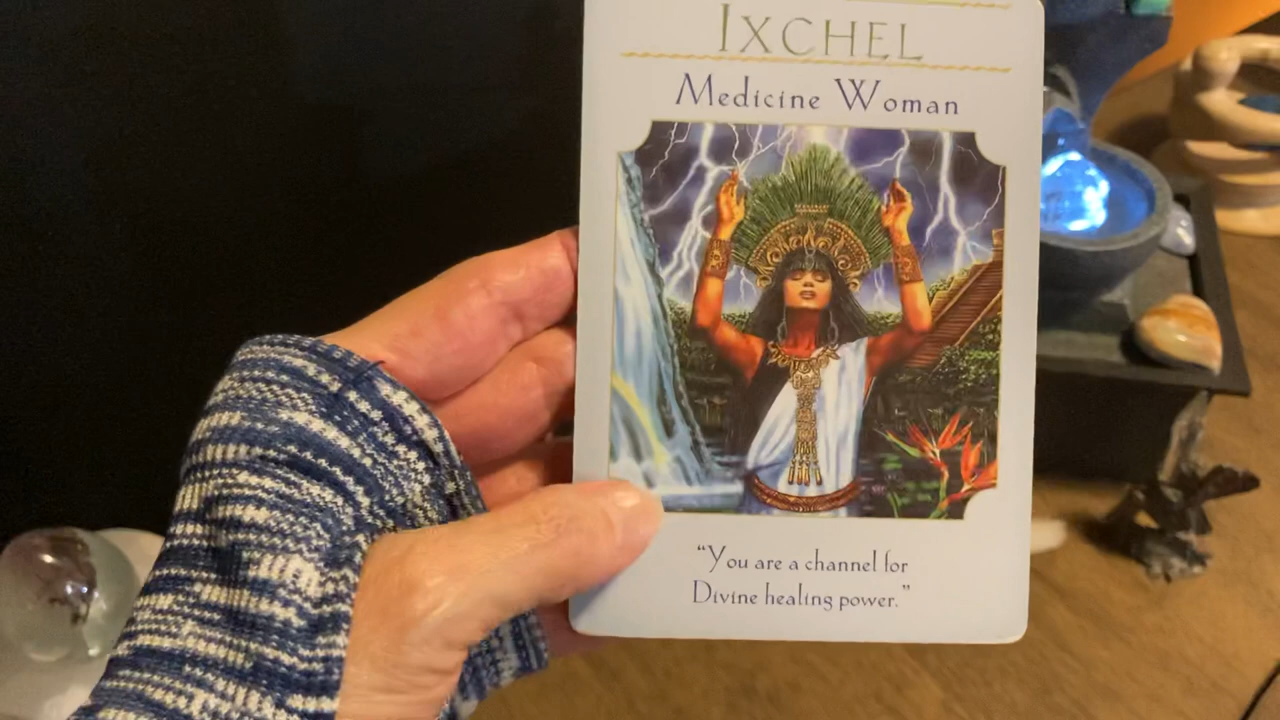 IXCHEL
Medicine Woman
“You are a channel for
Divine healing power.”